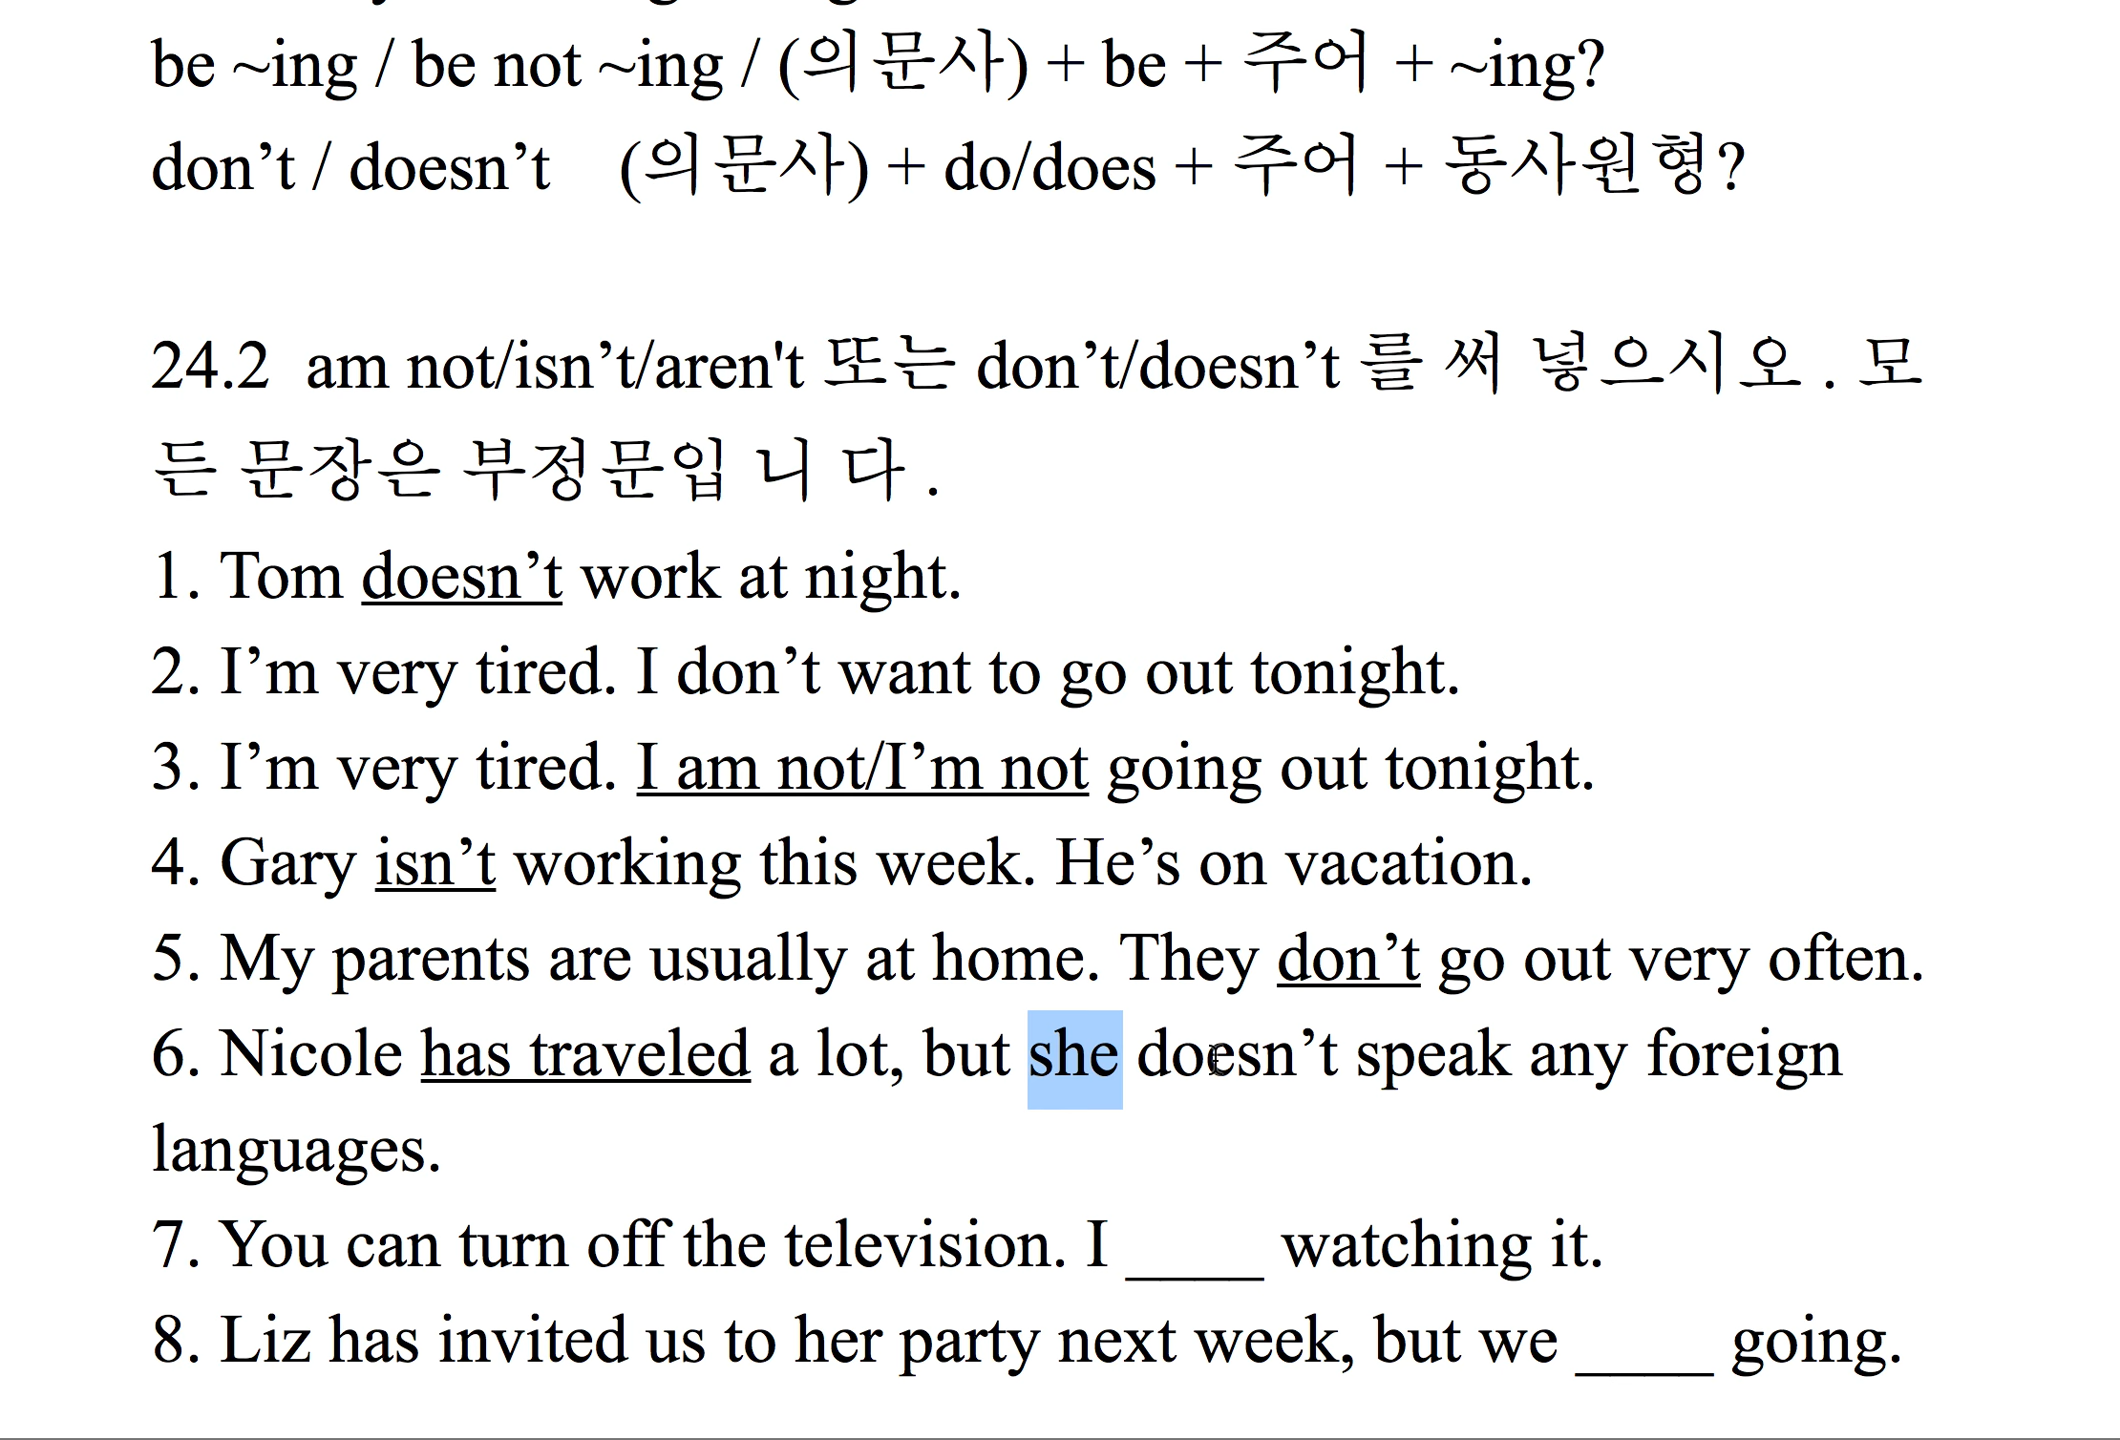 be ~ing / be not ~ing / (의문사) + be + 주어 + ~ing?
don’t / doesn’t (의문사) + do/does + 주어 + 동사원형?
24.2 am not/isn’t/aren't 또는 don’t/doesn’t 를 써 넣으시오 . 모
든 문장은 부정문입 니 다 .
1. Tom doesn’t work at night.
2. I’m very tired. I don’t want to go out tonight.
3. I’m very tired. I am not/I’m not going out tonight.
4. Gary isn’t working this week. He’s on vacation.
5. My parents are usually at home. They don’t go out very often.
6. Nicole has traveled a lot, but she doesn’t speak any foreign
languages.
7. You can turn off the television. I ____ watching it.
8. Liz has invited us to her party next week, but we ____ going.